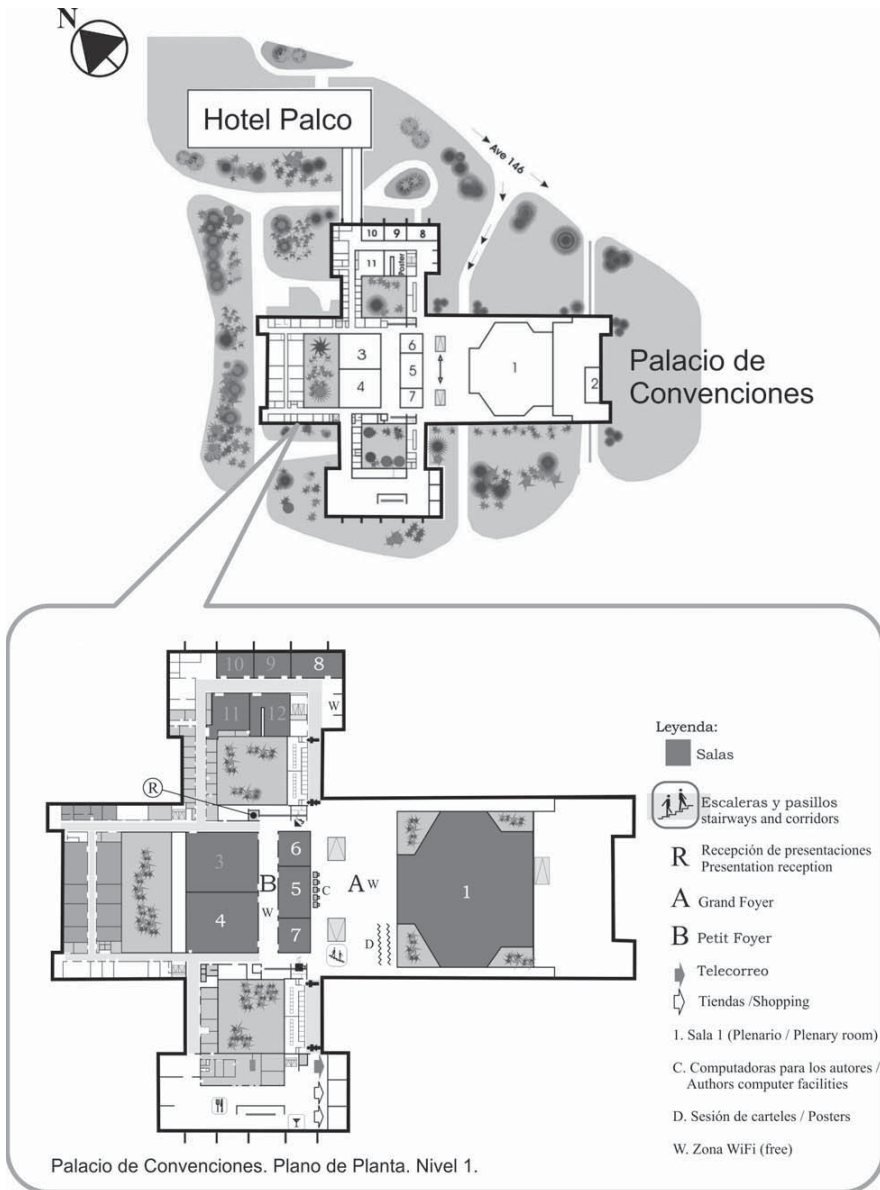 N
Hotel Palco
Ave 146
10 9 8
11 Poster
3 6
5 1
4 7 2
Palacio de
Convenciones
10 9 8
11 12 W
R
3 6
B 5 C A W 1
4 W
7 D
Leyenda:
Salas
Escaleras y pasillos
stairways and corridors
R Recepción de presentaciones
Presentation reception
A Grand Foyer
B Petit Foyer
Telecorreo
Tiendas /Shopping
1. Sala 1 (Plenario / Plenary room)
C. Computadoras para los autores /
Authors computer facilities
D. Sesión de carteles / Posters
W. Zona WiFi (free)
Palacio de Convenciones. Plano de Planta. Nivel 1.